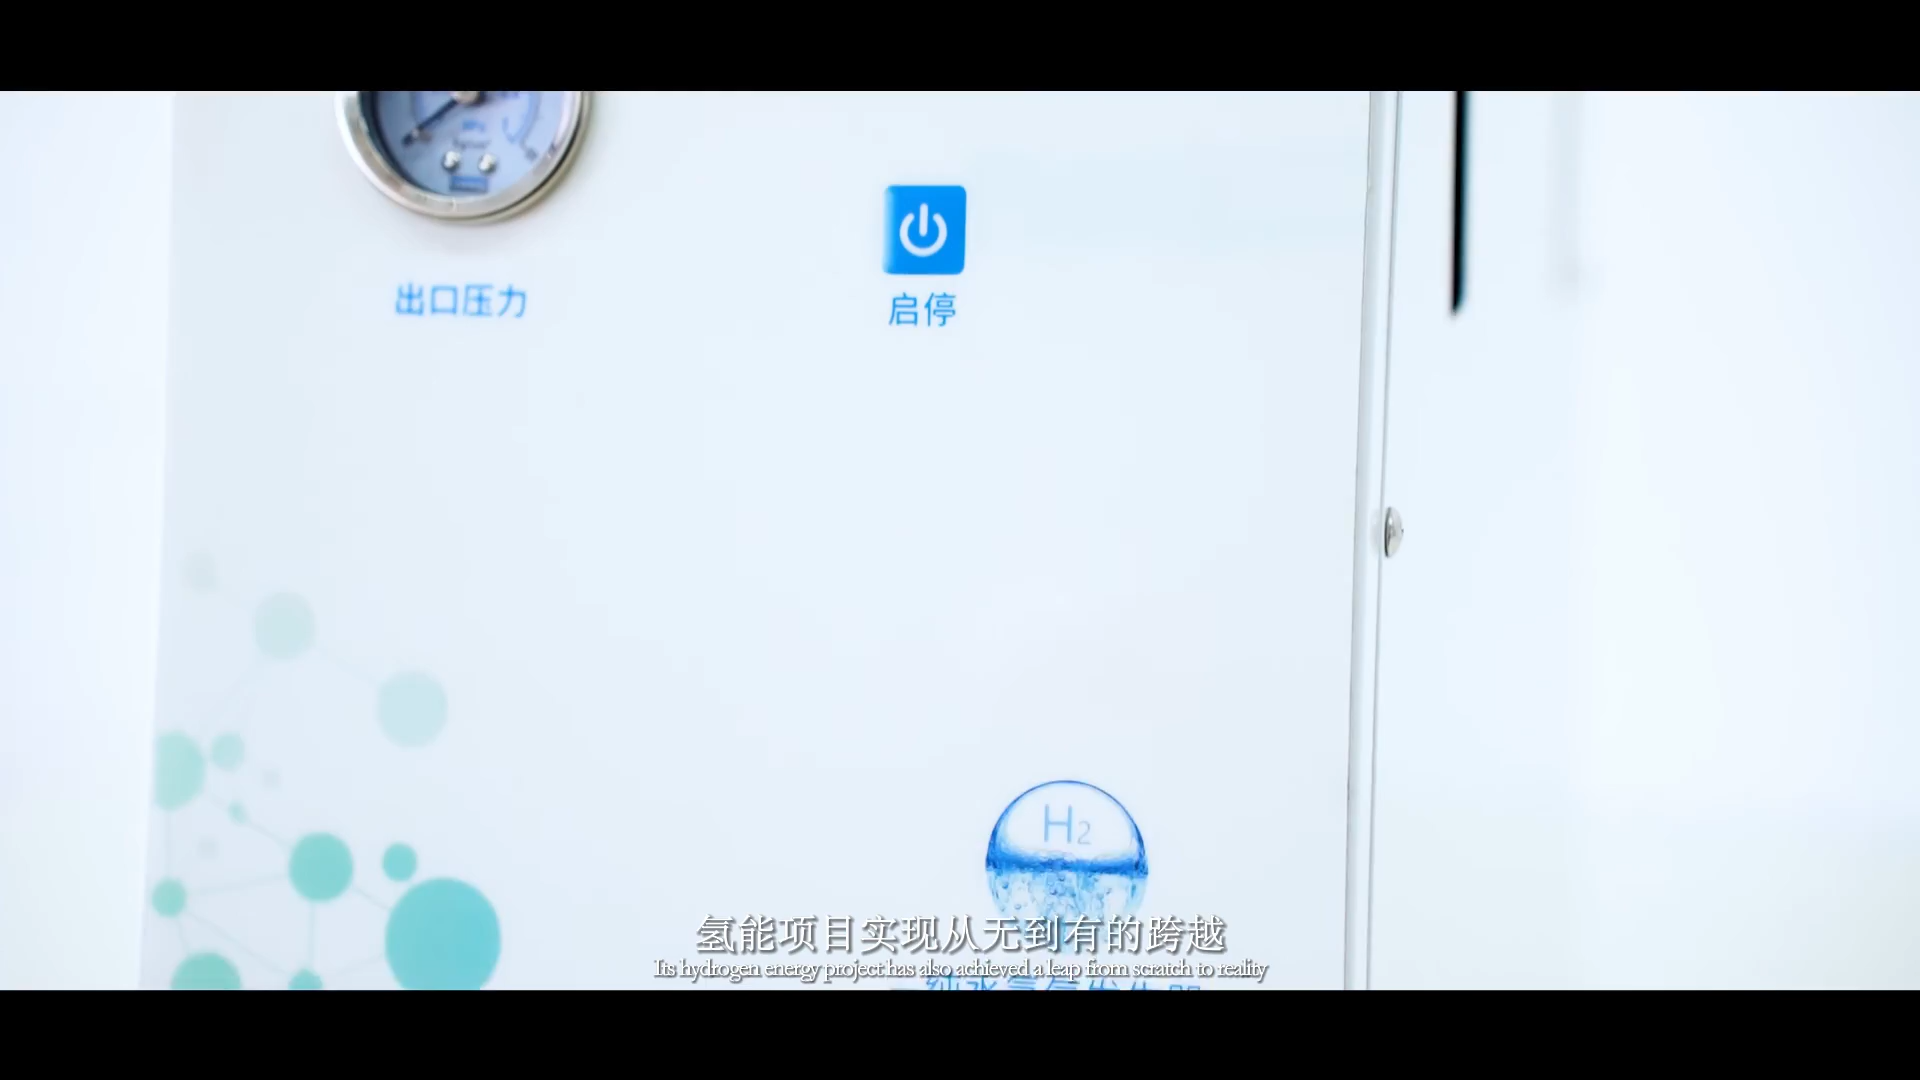 出口压力
启停
H2
氢能项目实现从无到有的跨越
Its hydrogen energy project has also achieved a leap from scratch to reality